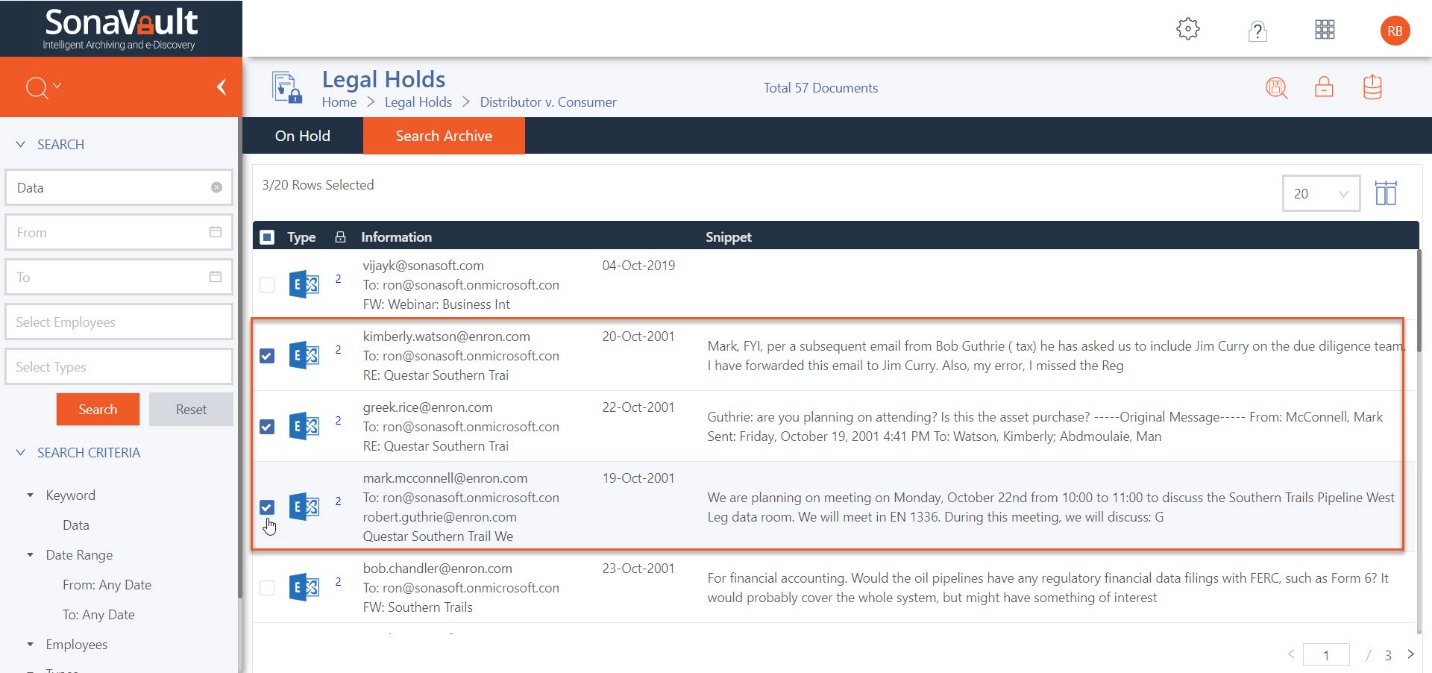 SonaVault
Intelligent Archiving and e-Discovery
?
RB
Legal Holds
Home > Legal Holds > Distributor v. Consumer
Total 57 Documents
On Hold
Search Archive
SEARCH
Data
From
To
Select Employees
Select Types
Search
Reset
SEARCH CRITERIA
Keyword
Data
Date Range
From: Any Date
To: Any Date
Employees
3/20 Rows Selected
20
Type Information Snippet
2
vijayk@sonasoft.com 04-Oct-2019
To: ron@sonasoft.onmicrosoft.con
FW: Webinar: Business Int
2
kimberly.watson@enron.com 20-Oct-2001
To: ron@sonasoft.onmicrosoft.con
RE: Questar Southern Trai
Mark, FYI, per a subsequent email from Bob Guthrie ( tax) he has asked us to include Jim Curry on the due diligence team.
I have forwarded this email to Jim Curry. Also, my error, I missed the Reg
2
greek.rice@enron.com 22-Oct-2001
To: ron@sonasoft.onmicrosoft.con
RE: Questar Southern Trai
Guthrie: are you planning on attending? Is this the asset purchase? -----Original Message----- From: McConnell, Mark
Sent: Friday, October 19, 2001 4:41 PM To: Watson, Kimberly; Abdmoulaie, Man
2
mark.mcconnell@enron.com 19-Oct-2001
To: ron@sonasoft.onmicrosoft.con
robert.guthrie@enron.com
Questar Southern Trail We
We are planning on meeting on Monday, October 22nd from 10:00 to 11:00 to discuss the Southern Trails Pipeline West
Leg data room. We will meet in EN 1336. During this meeting, we will discuss: G
2
bob.chandler@enron.com 23-Oct-2001
To: ron@sonasoft.onmicrosoft.con
FW: Southern Trails
For financial accounting. Would the oil pipelines have any regulatory financial data filings with FERC, such as Form 6? It
would probably cover the whole system, but might have something of interest
< 1 / 3 >